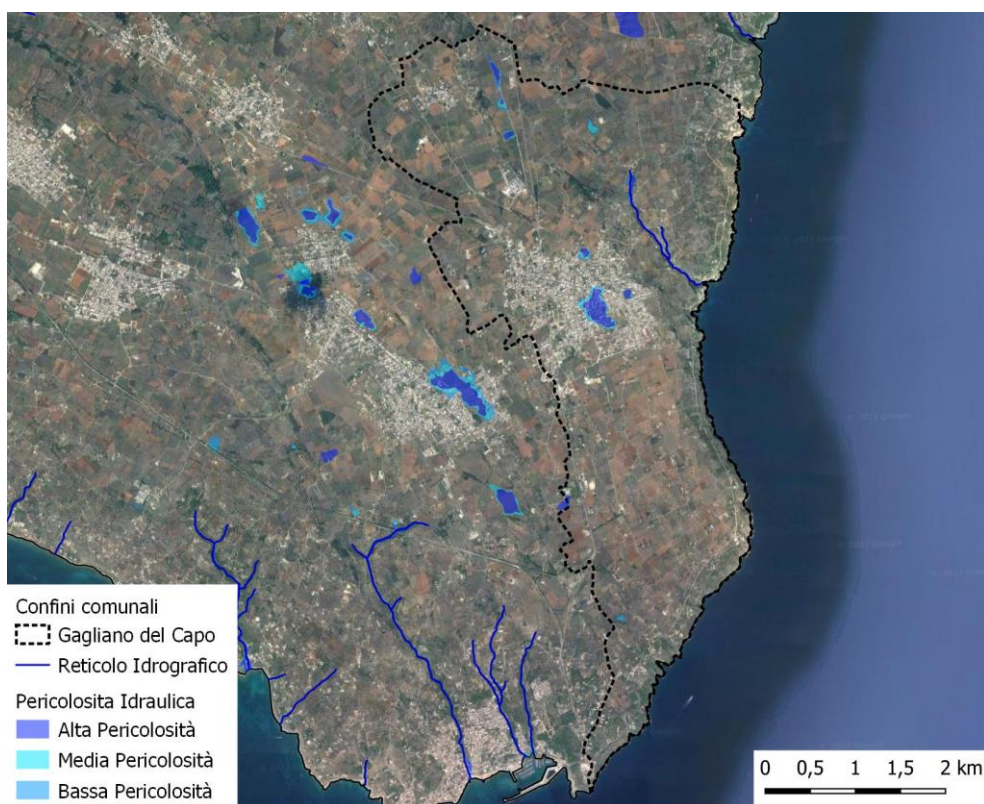 Confini comunali
Gagliano del Capo
Reticolo Idrografico
Pericolosita Idraulica
Alta Pericolosità
Media Pericolosità
Bassa Pericolosità
0 0,5 1 1,5 2 km